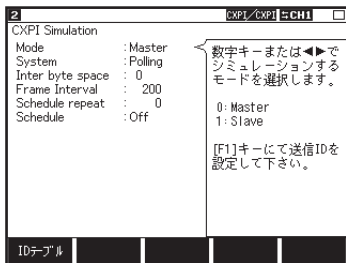 2
CXPI/CXPI ⇆CH1
CXPI Simulation
Mode : Master
System : Polling
Inter byte space : 0
Frame Interval : 200
Schedule repeat : 0
Schedule : Off
数字キーまたは◀▶で
シミュレーションする
モードを選択します。
0: Master
1: Slave
[F1]キーにて送信IDを
設定して下さい。
IDﾃｰﾌﾞﾙ